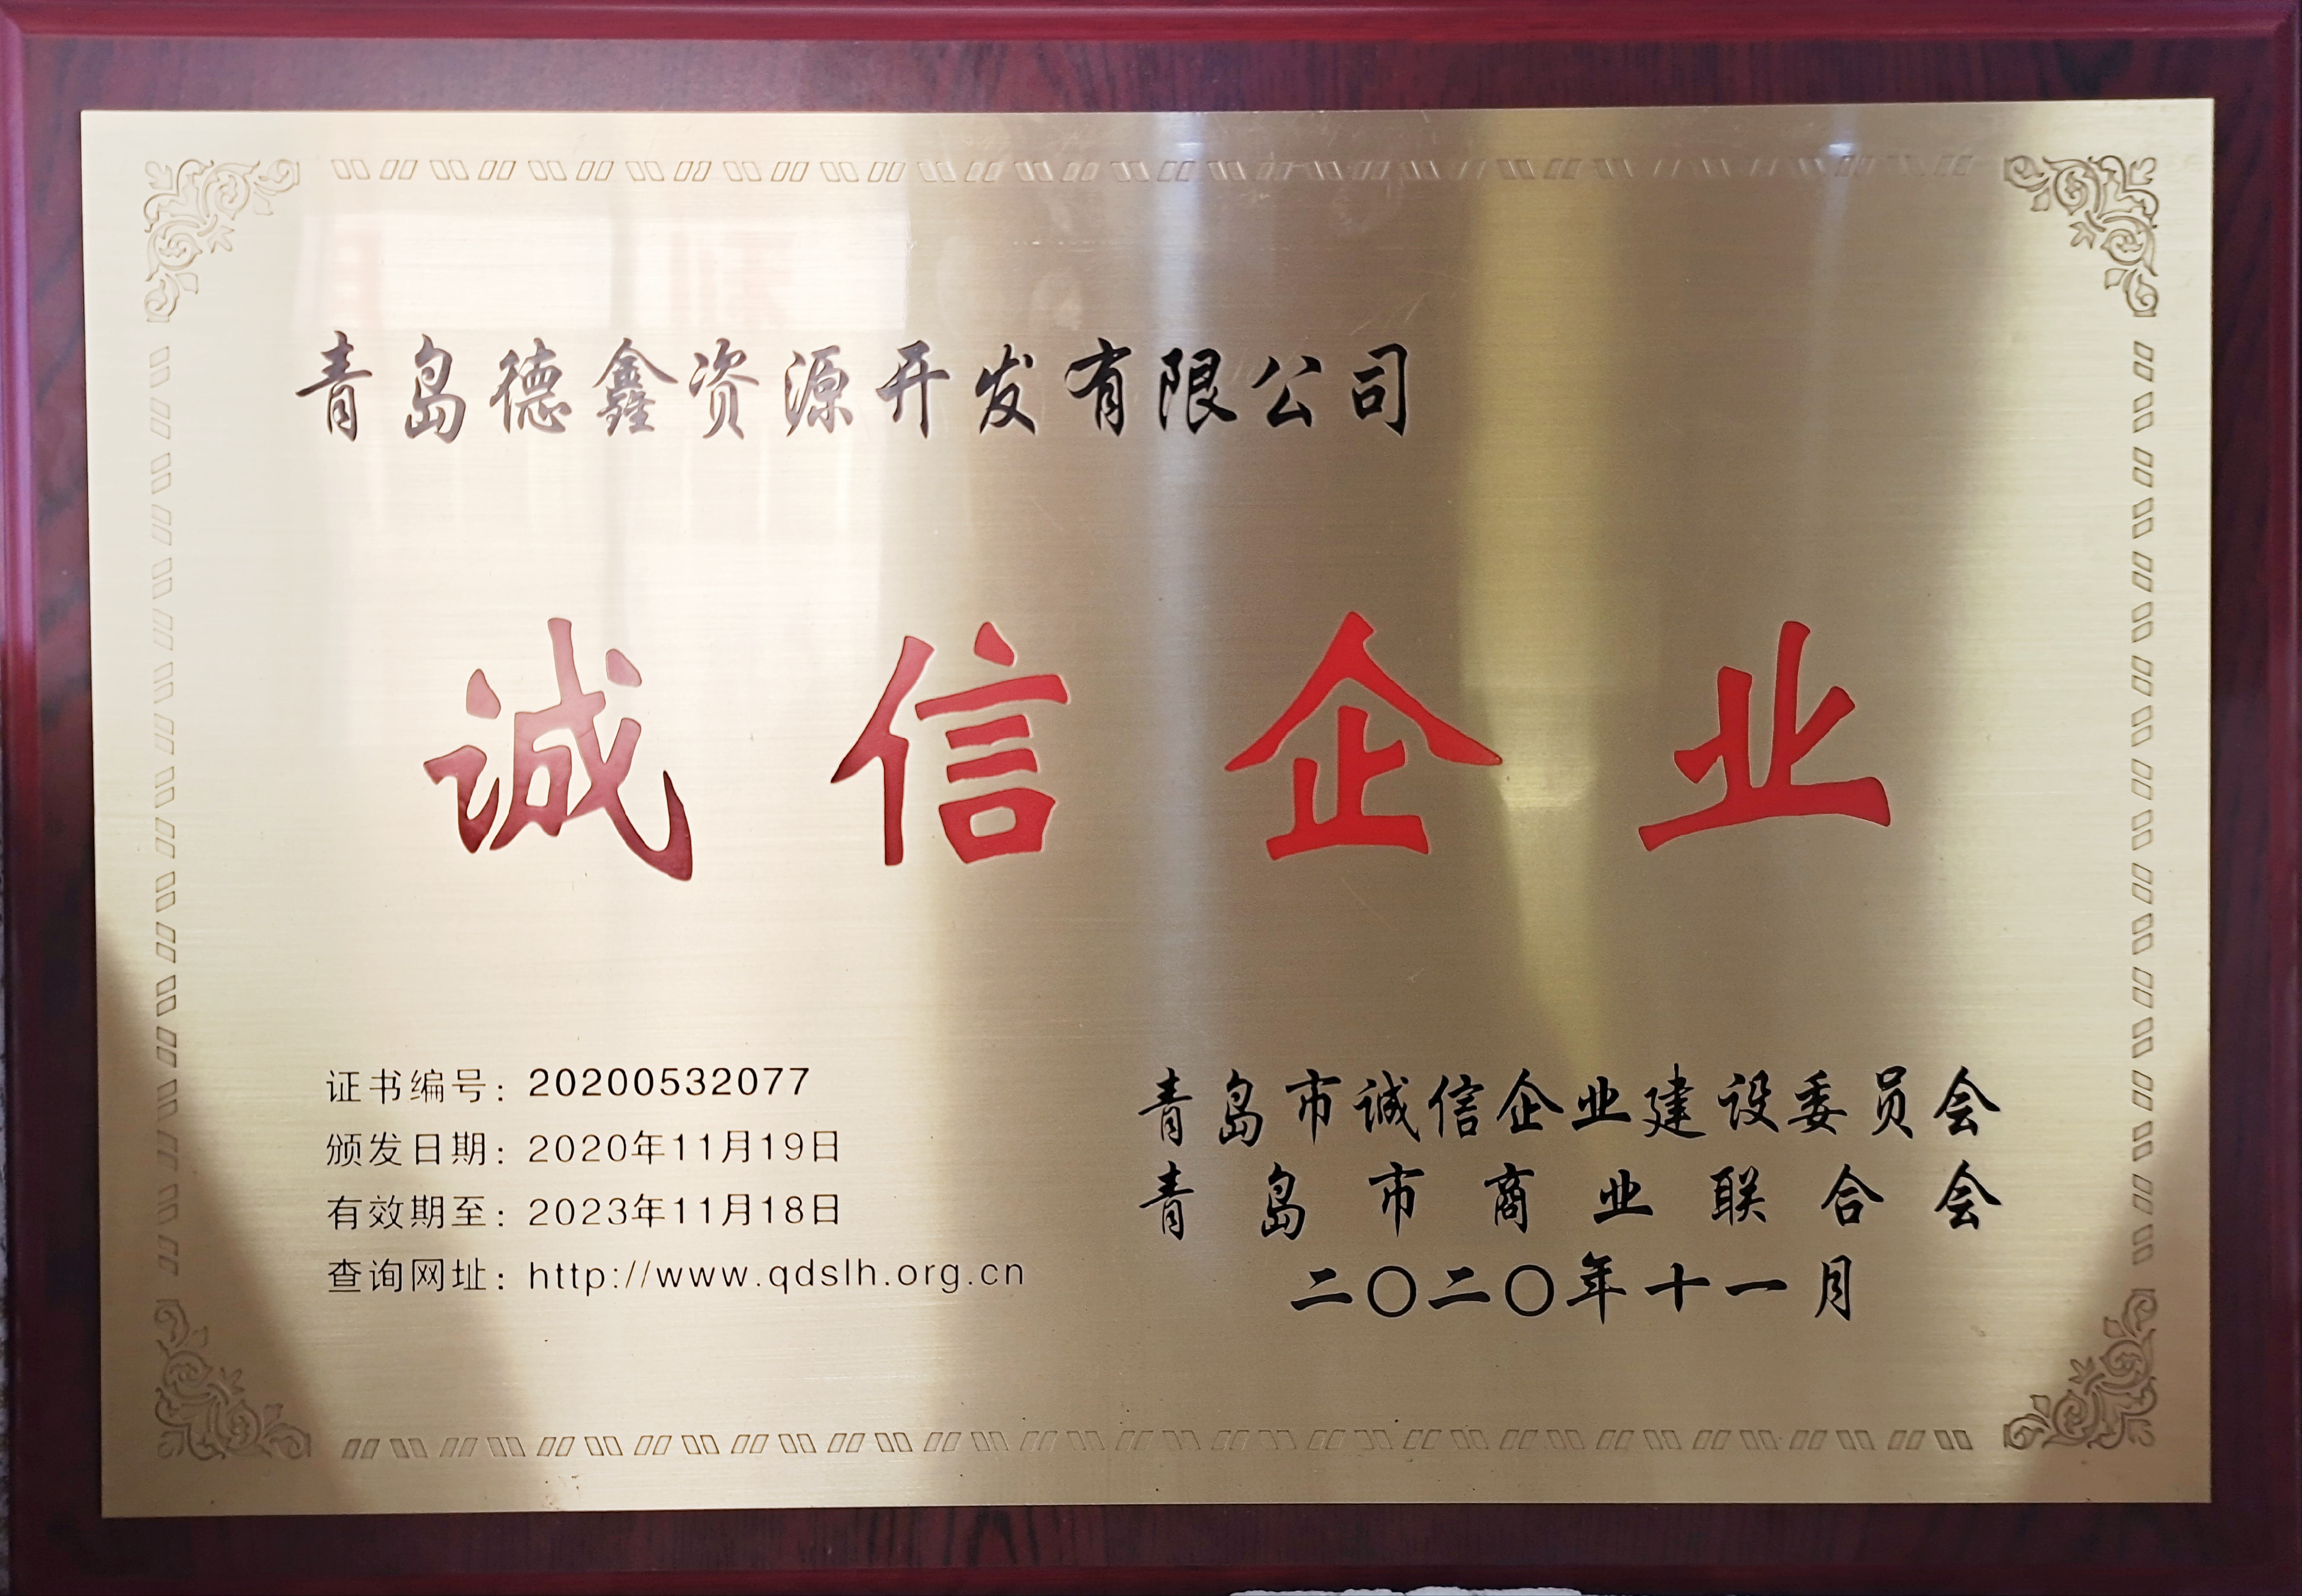 青岛德鑫资源开发有限公司
诚信企业
证书编号：20200532077
颁发日期：2020年11月19日
有效期至：2023年11月18日
查询网址：http://www.qdslh.org.cn
青岛市诚信企业建设委员会
青岛市商业联合会
二〇二〇年十一月